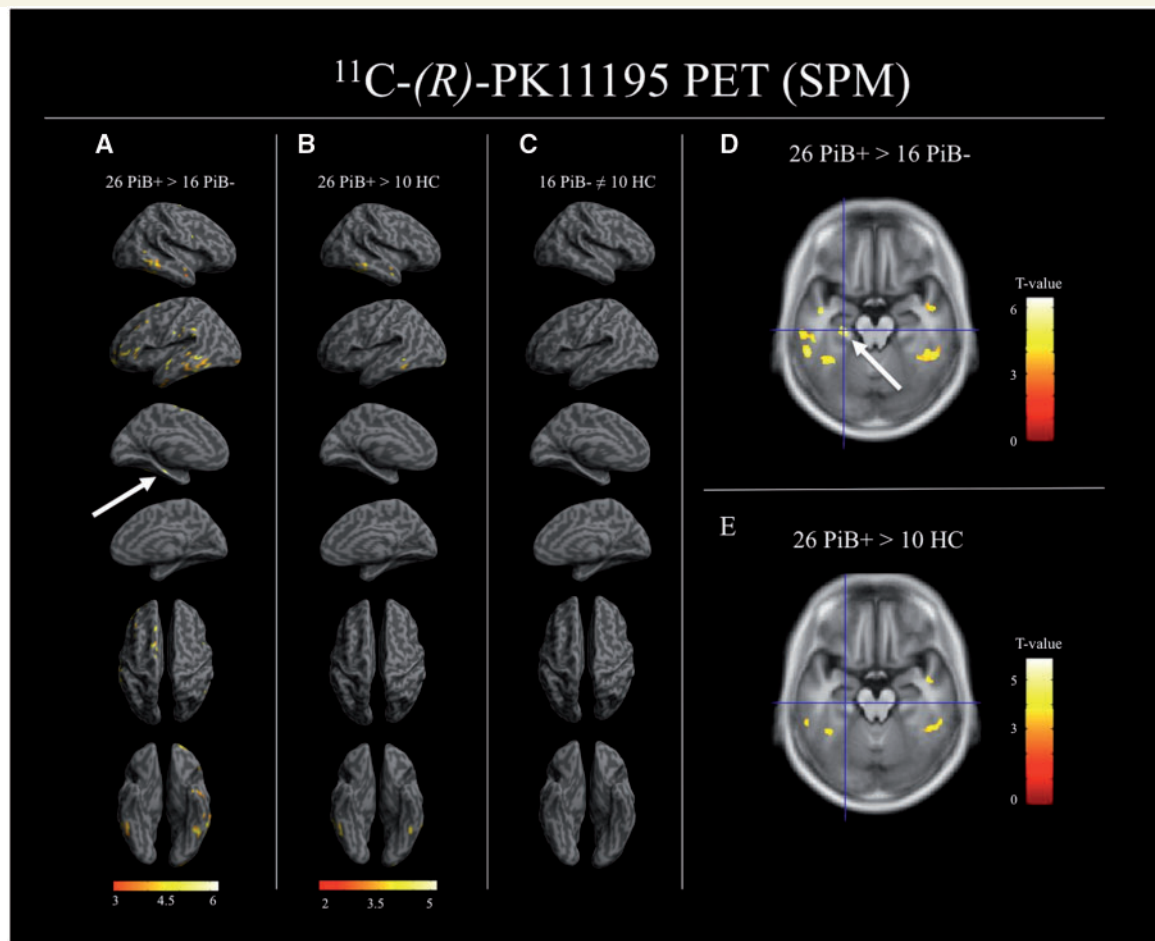 ¹¹C-(R)-PK11195 PET (SPM)
A
26 PiB+ > 16 PiB-
3 4.5 6
B
26 PiB+ > 10 HC
2 3.5 5
C
16 PiB- ≠ 10 HC
D
26 PiB+ > 16 PiB-
T-value
6
3
0
E
26 PiB+ > 10 HC
T-value
5
3
0